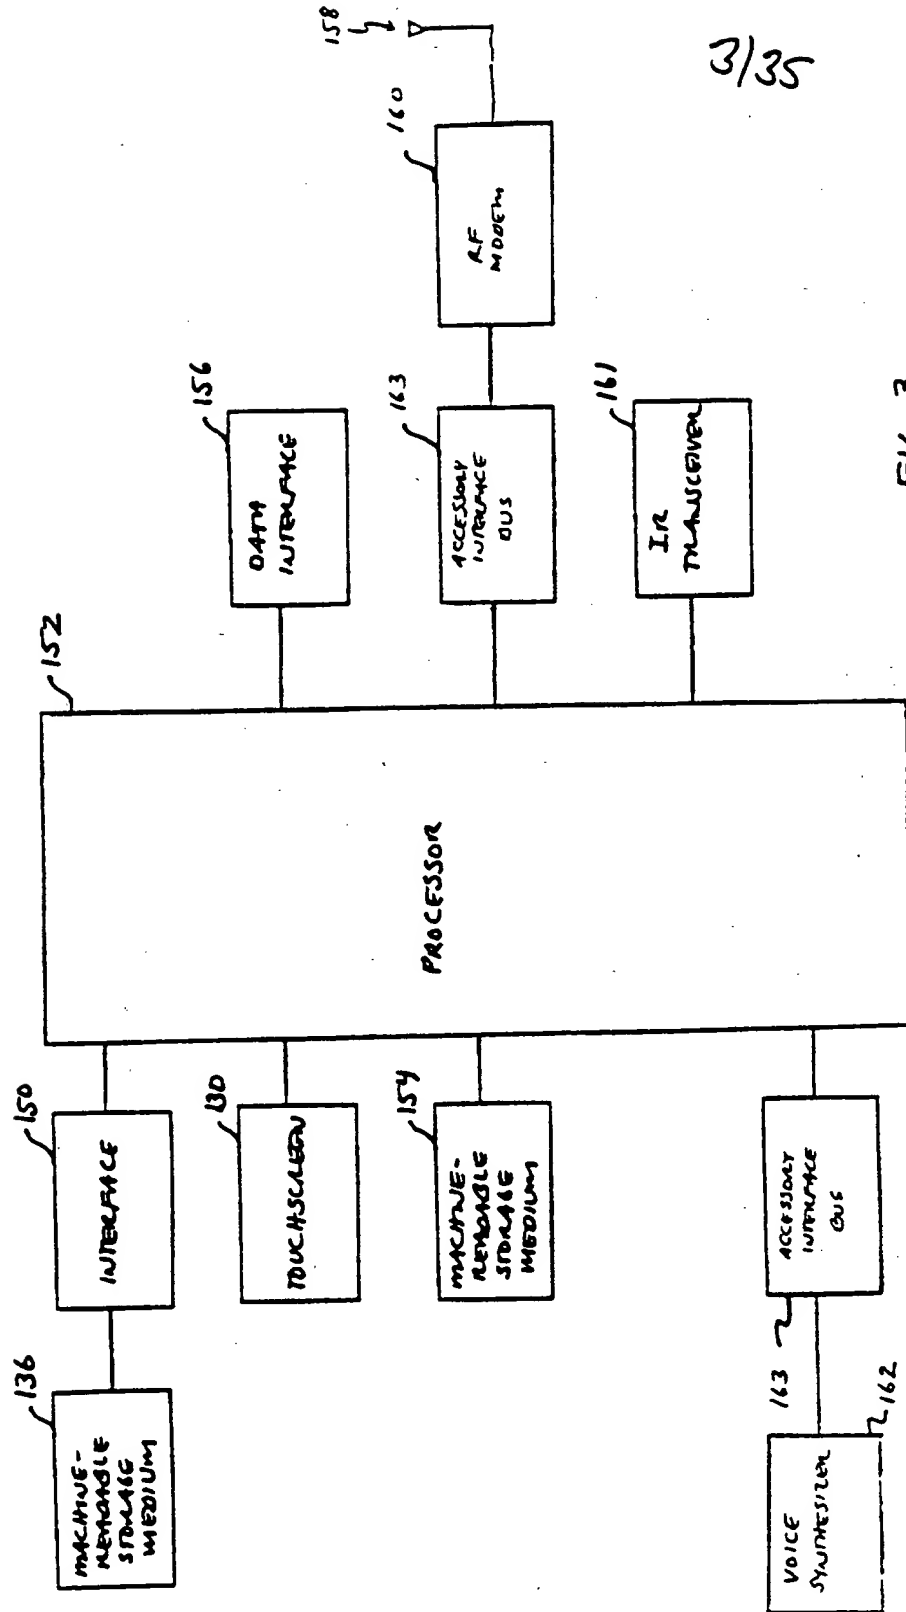 3/35
136
MACHINE-
READABLE
STORAGE
MEDIUM
150
INTERFACE
130
TOUCHSCREEN
154
MACHINE-
READABLE
STORAGE
MEDIUM
VOICE
SYNTHESIZER
162
163
ACCESSORY
INTERFACE
BUS
PROCESSOR
152
DATA
INTERFACE
156
ACCESSORY
INTERFACE
BUS
163
RF
MODEM
160
158
IR
TRANSCEIVER
161